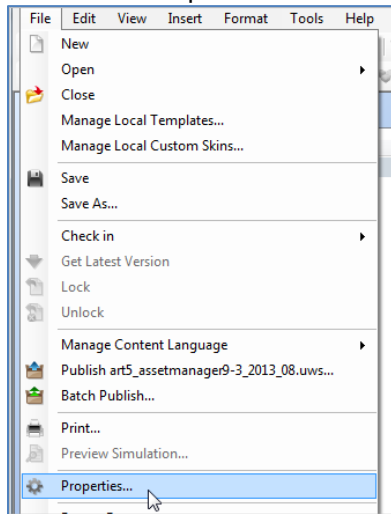 File Edit View Insert Format Tools Help
New
Open
Close
Manage Local Templates...
Manage Local Custom Skins...
Save
Save As...
Check in
Get Latest Version
Lock
Unlock
Manage Content Language
Publish art5_assetmanager9-3_2013_08.uws...
Batch Publish...
Print...
Preview Simulation...
Properties...